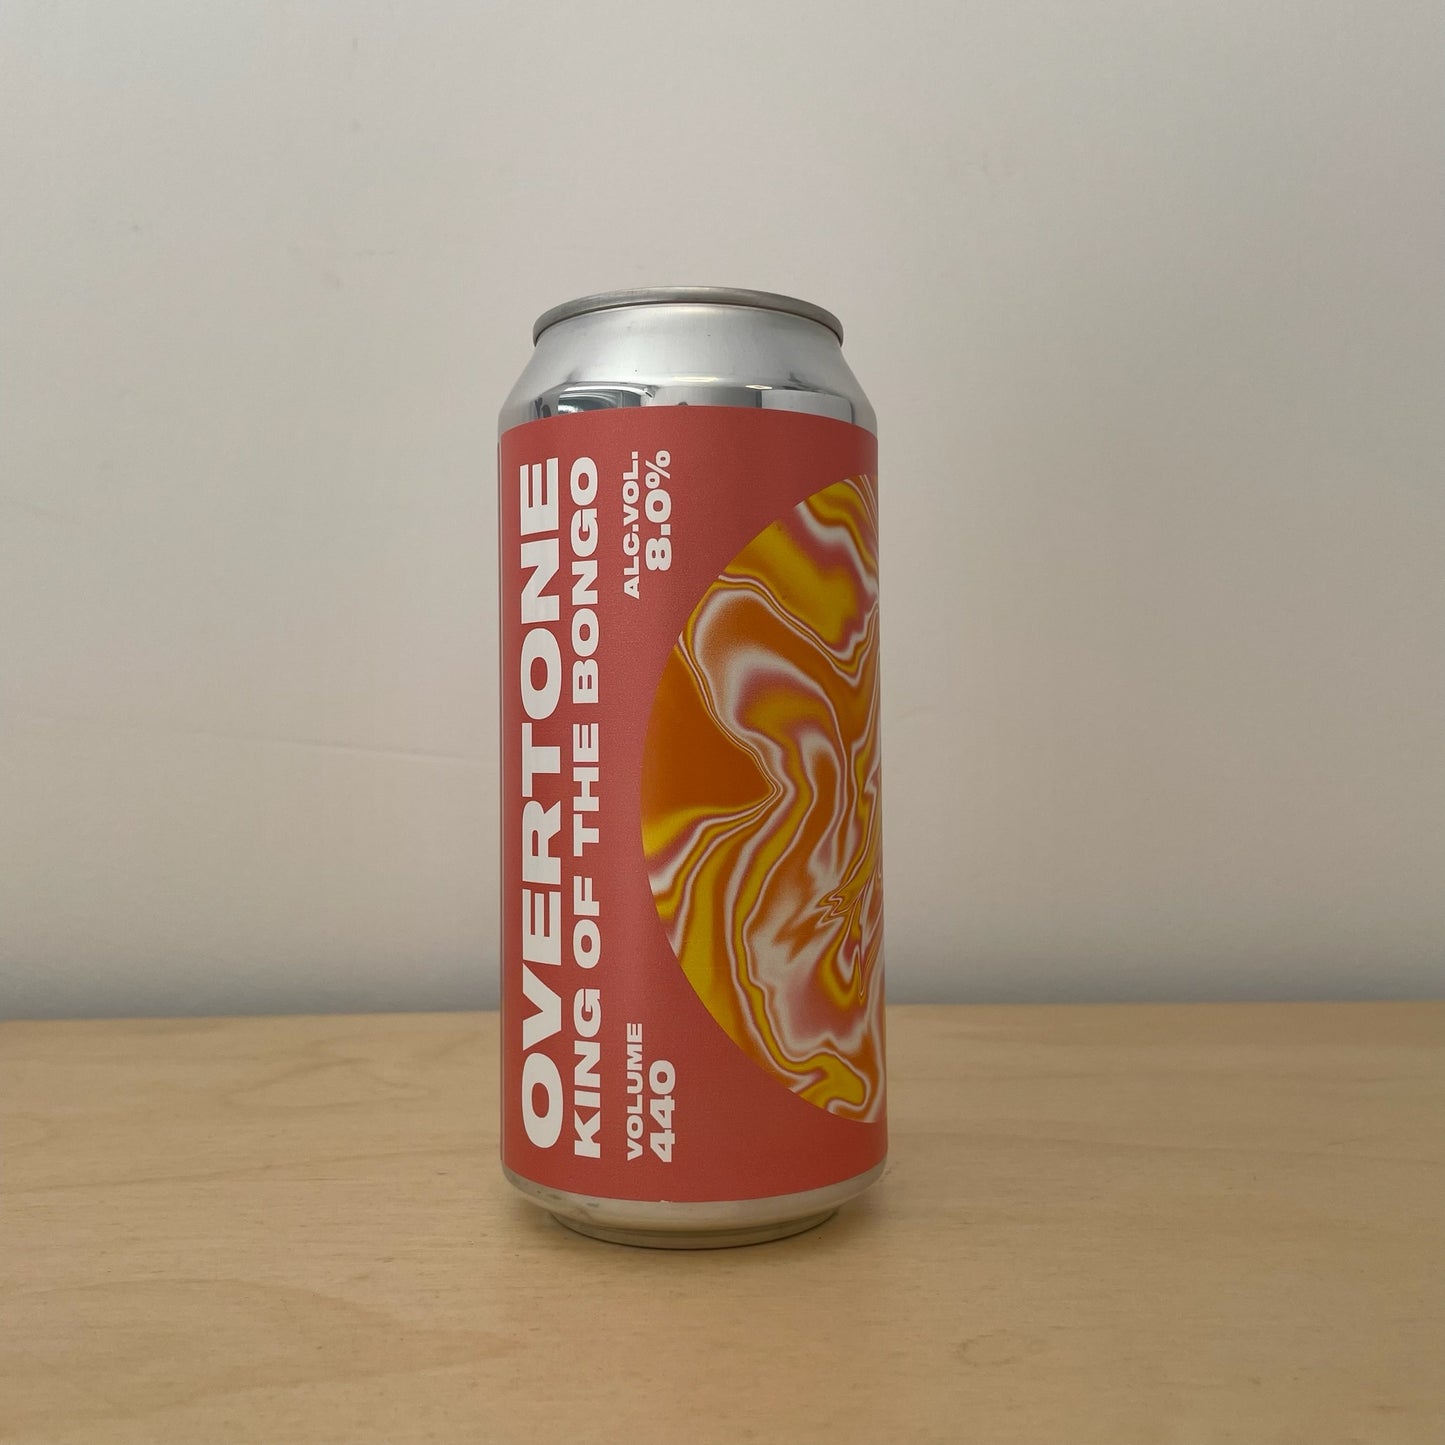 OVERTONE
KING OF THE BONGO
VOLUME
440
ALC.VOL.
8.0%